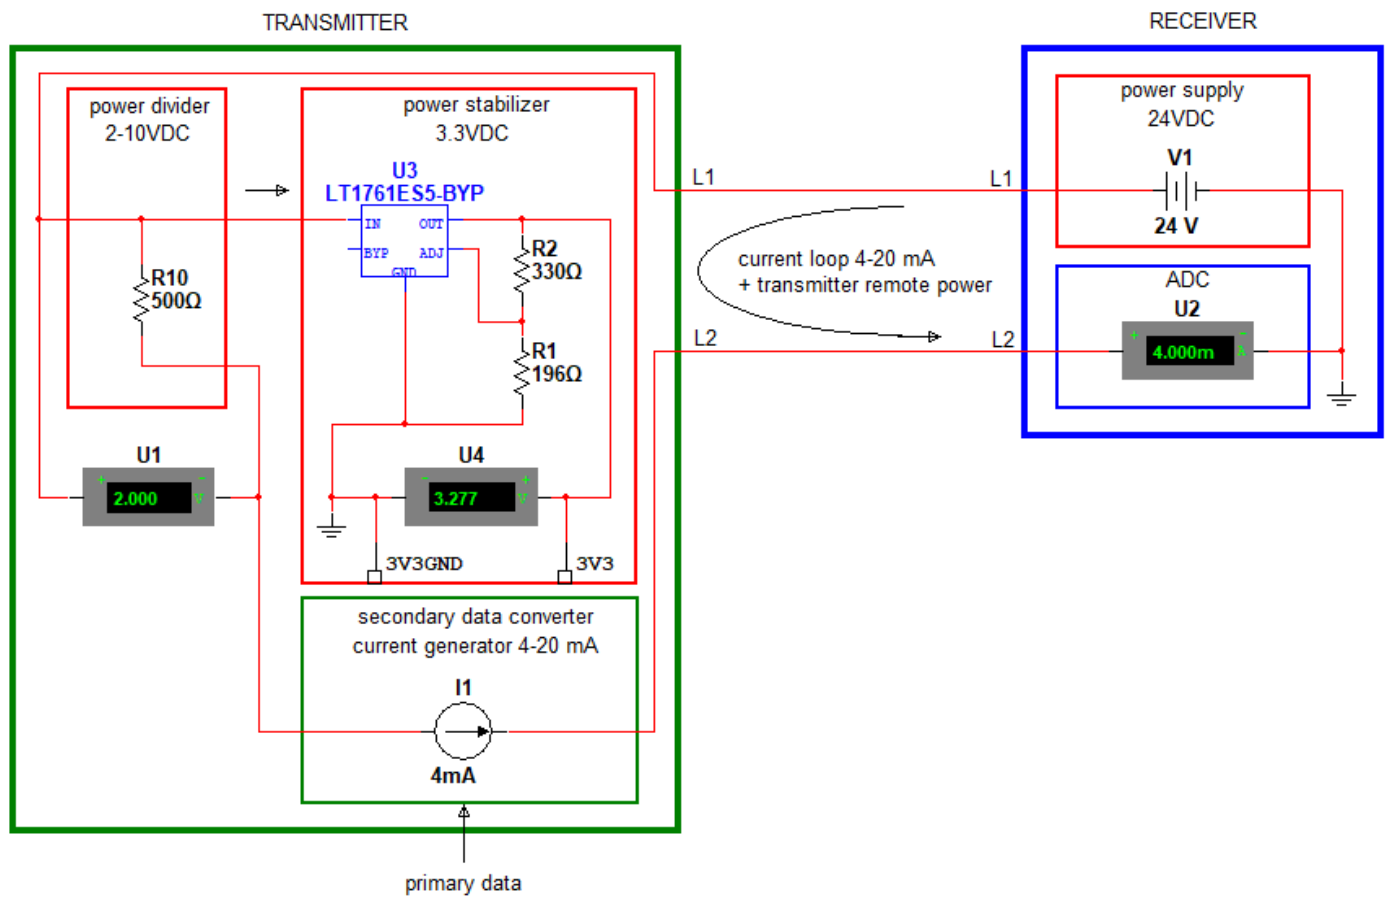 TRANSMITTER
RECEIVER
power divider
2-10VDC
power stabilizer
3.3VDC
power supply
24VDC
V1
24 V
U3
LT1761ES5-BYP
IN
OUT
BYP
ADJ
GND
R10
500Ω
R2
330Ω
R1
196Ω
L1
L1
current loop 4-20 mA
+ transmitter remote power
L2
L2
ADC
U2
+
-
4.000m
A
U1
+
-
2.000
V
U4
-
+
3.277
V
3V3GND
3V3
secondary data converter
current generator 4-20 mA
I1
4mA
primary data